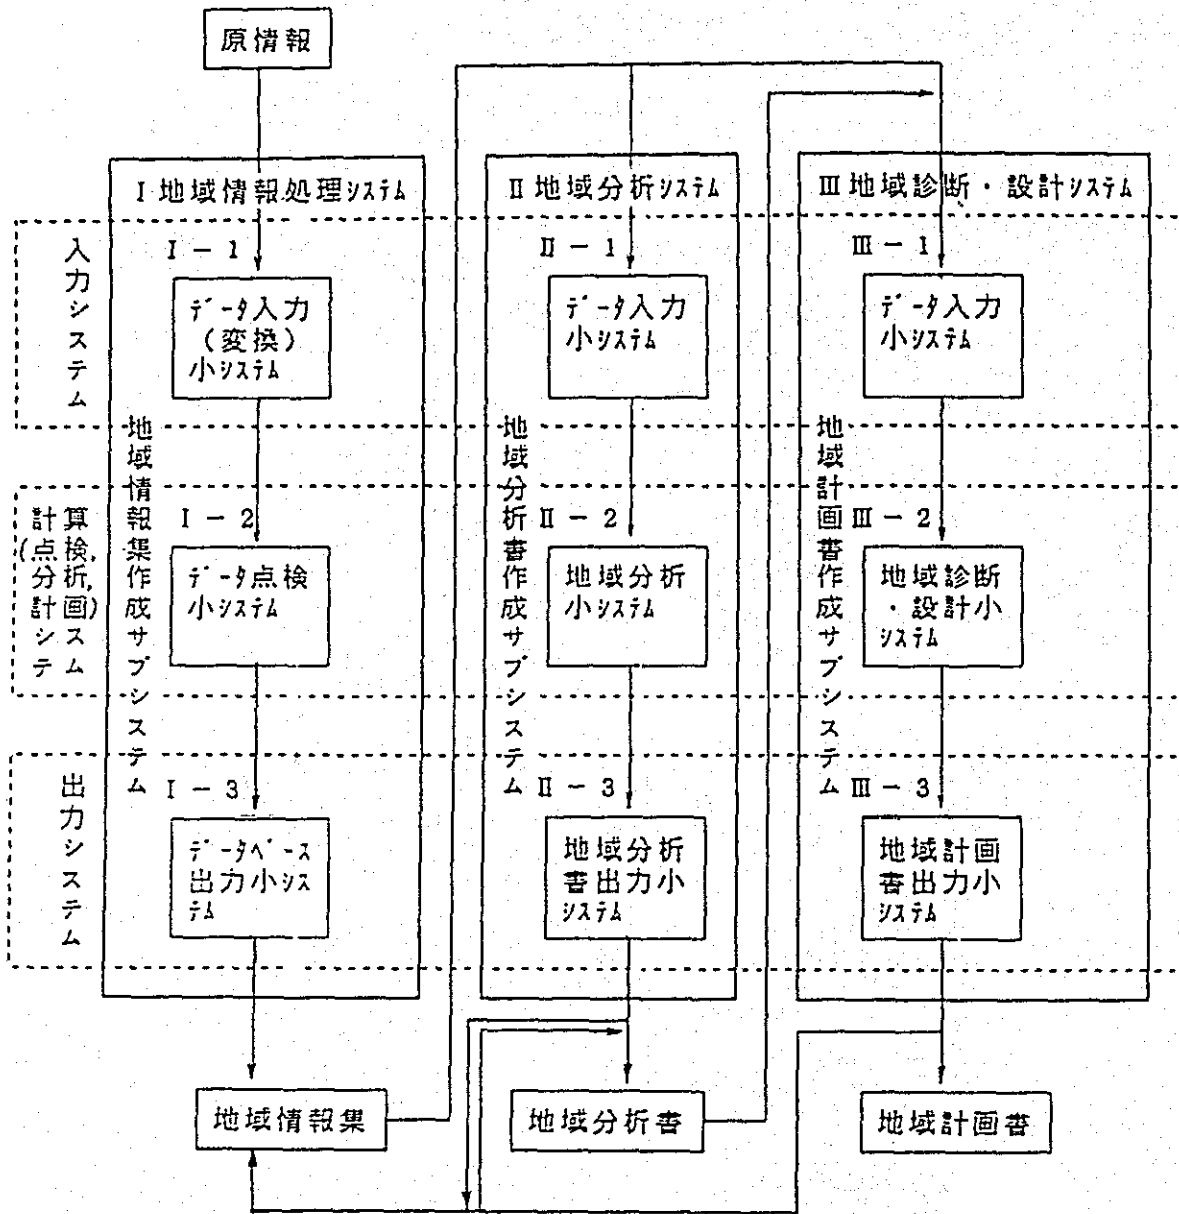 原情報
I 地域情報処理システム
II 地域分析システム
III 地域診断・設計システム
入力システム
I－1
データ入力
(変換)
小システム
II－1
データ入力
小システム
III－1
データ入力
小システム
地域情報集作成サブシステム
地域分析書作成サブシステム
地域計画書作成サブシステム
計算
(点検,
分析,
計画)
システム
I－2
データ点検
小システム
II－2
地域分析
小システム
III－2
地域診断
・設計小
システム
出力システム
I－3
データベース
出力小シス
テム
II－3
地域分析
書出力小
システム
III－3
地域計画
書出力小
システム
地域情報集
地域分析書
地域計画書